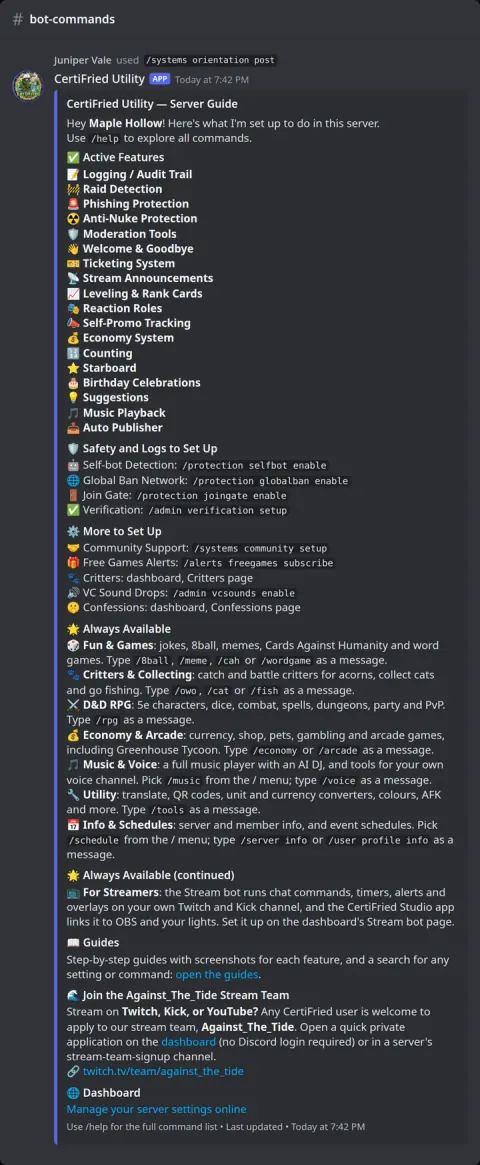 # bot-commands
Juniper Vale used /systems orientation post
CertiFried Utility APP Today at 7:42 PM
CertiFried Utility — Server Guide
Hey Maple Hollow! Here's what I'm set up to do in this server.
Use /help to explore all commands.
✅ Active Features
📝 Logging / Audit Trail
🚧 Raid Detection
🚨 Phishing Protection
☢️ Anti-Nuke Protection
🛡️ Moderation Tools
👋 Welcome & Goodbye
🎫 Ticketing System
📡 Stream Announcements
📈 Leveling & Rank Cards
🎭 Reaction Roles
📣 Self-Promo Tracking
💰 Economy System
🔢 Counting
⭐ Starboard
🎂 Birthday Celebrations
💡 Suggestions
🎵 Music Playback
📤 Auto Publisher
🛡️ Safety and Logs to Set Up
🤖 Self-bot Detection: /protection selfbot enable
🌐 Global Ban Network: /protection globalban enable
🚪 Join Gate: /protection joingate enable
✅ Verification: /admin verification setup
⚙️ More to Set Up
🤝 Community Support: /systems community setup
🎁 Free Games Alerts: /alerts freegames subscribe
🐾 Critters: dashboard, Critters page
🔊 VC Sound Drops: /admin vcsounds enable
🤫 Confessions: dashboard, Confessions page
🌟 Always Available
🎲 Fun & Games: jokes, 8ball, memes, Cards Against Humanity and word
games. Type /8ball, /meme, /cah or /wordgame as a message.
🐾 Critters & Collecting: catch and battle critters for acorns, collect cats
and go fishing. Type /owo, /cat or /fish as a message.
⚔️ D&D RPG: 5e characters, dice, combat, spells, dungeons, party and PvP.
Type /rpg as a message.
💰 Economy & Arcade: currency, shop, pets, gambling and arcade games,
including Greenhouse Tycoon. Type /economy or /arcade as a message.
🎵 Music & Voice: a full music player with an AI DJ, and tools for your own
voice channel. Pick /music from the / menu; type /voice as a message.
🔧 Utility: translate, QR codes, unit and currency converters, colours, AFK
and more. Type /tools as a message.
📅 Info & Schedules: server and member info, and event schedules. Pick
/schedule from the / menu; type /server info or /user profile info as a
message.
🌟 Always Available (continued)
📺 For Streamers: the Stream bot runs chat commands, timers, alerts and
overlays on your own Twitch and Kick channel, and the CertiFried Studio app
links it to OBS and your lights. Set it up on the dashboard's Stream bot page.
📖 Guides
Step-by-step guides with screenshots for each feature, and a search for any
setting or command: open the guides.
🌊 Join the Against_The_Tide Stream Team
Stream on Twitch, Kick, or YouTube? Any CertiFried user is welcome to
apply to our stream team, Against_The_Tide. Open a quick private
application on the dashboard (no Discord login required) or in a server's
stream-team-signup channel.
🔗 twitch.tv/team/against_the_tide
🌐 Dashboard
Manage your server settings online
Use /help for the full command list • Last updated • Today at 7:42 PM